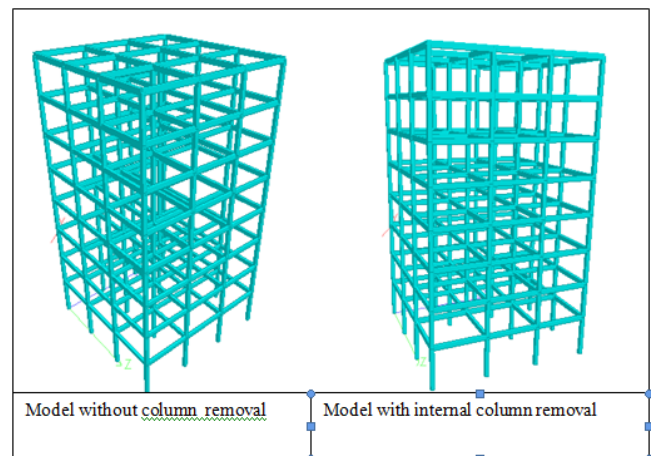 Z
Z
Model without column removal
Model with internal column removal